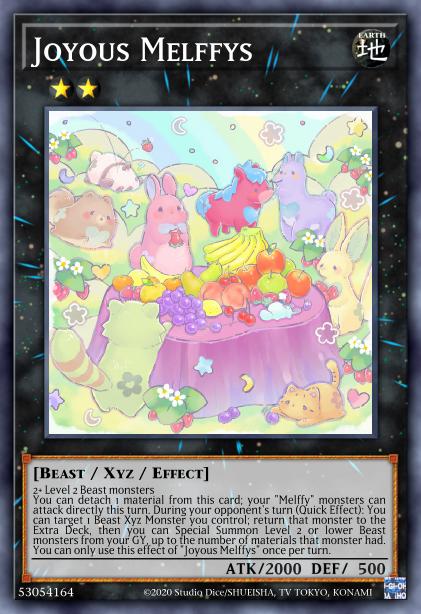 JOYOUS MELFFYS
EARTH
地
[BEAST / XYZ / EFFECT]
2+ Level 2 Beast monsters
You can detach 1 material from this card; your "Melffy" monsters can
attack directly this turn. During your opponent's turn (Quick Effect): You
can target 1 Beast Xyz Monster you control; return that monster to the
Extra Deck, then you can Special Summon Level 2 or lower Beast
monsters from your GY, up to the number of materials that monster had.
You can only use this effect of "Joyous Melffys" once per turn.
ATK/2000 DEF/ 500
53054164
©2020 Studio Dice/SHUEISHA, TV TOKYO, KONAMI